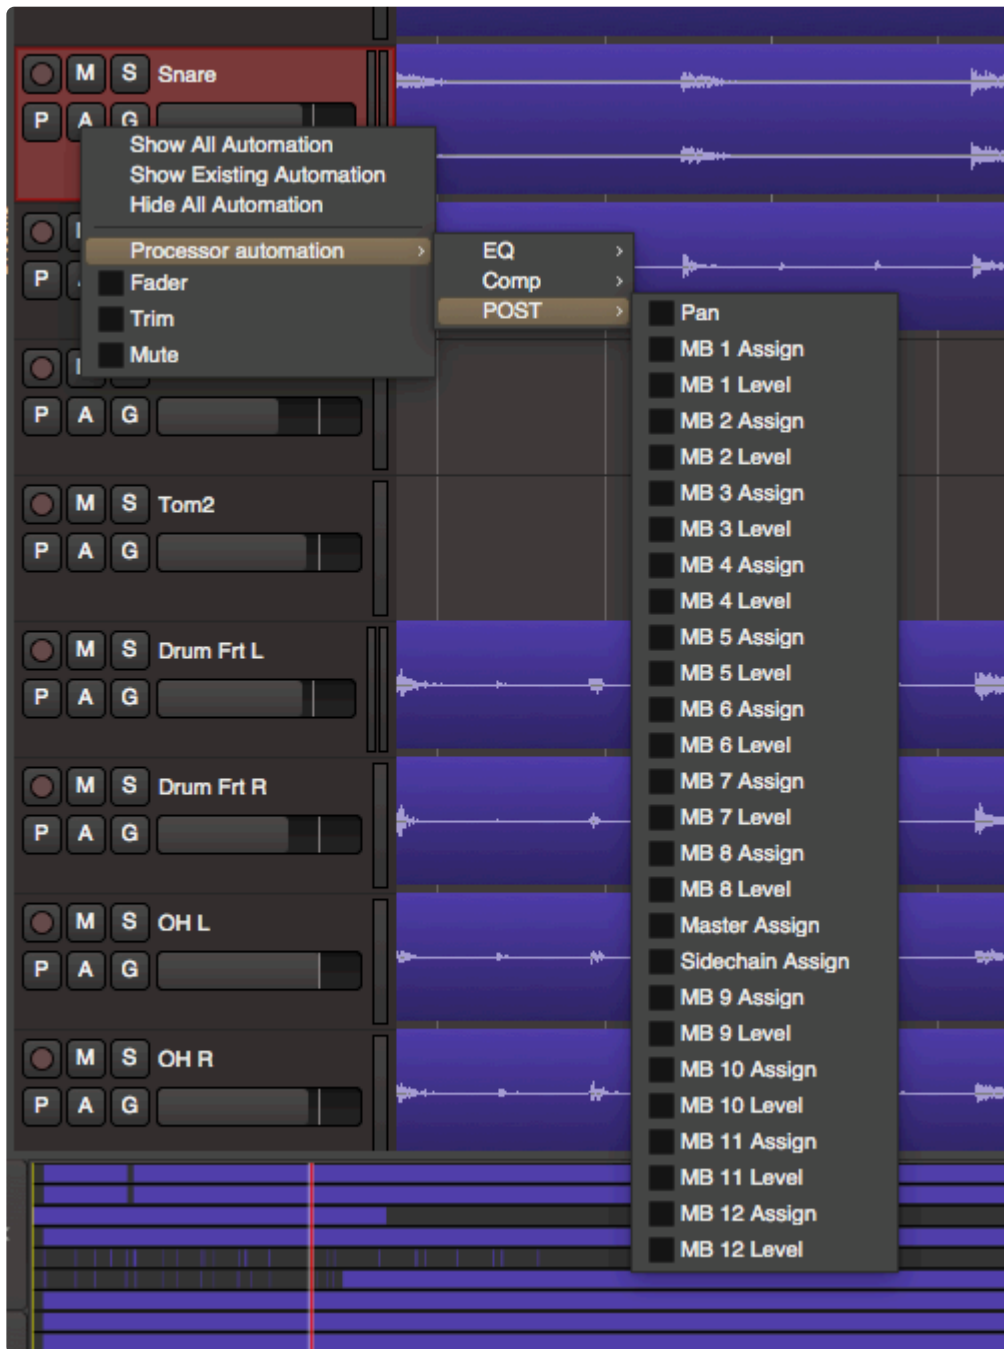 M S Snare
P A G
Show All Automation
Show Existing Automation
Hide All Automation
Processor automation
Fader
Trim
Mute
EQ
Comp
POST
Pan
MB 1 Assign
MB 1 Level
MB 2 Assign
MB 2 Level
MB 3 Assign
MB 3 Level
MB 4 Assign
MB 4 Level
MB 5 Assign
MB 5 Level
MB 6 Assign
MB 6 Level
MB 7 Assign
MB 7 Level
MB 8 Assign
MB 8 Level
Master Assign
Sidechain Assign
MB 9 Assign
MB 9 Level
MB 10 Assign
MB 10 Level
MB 11 Assign
MB 11 Level
MB 12 Assign
MB 12 Level
P
P A G
M S Tom2
P A G
M S Drum Frt L
P A G
M S Drum Frt R
P A G
M S OH L
P A G
M S OH R
P A G